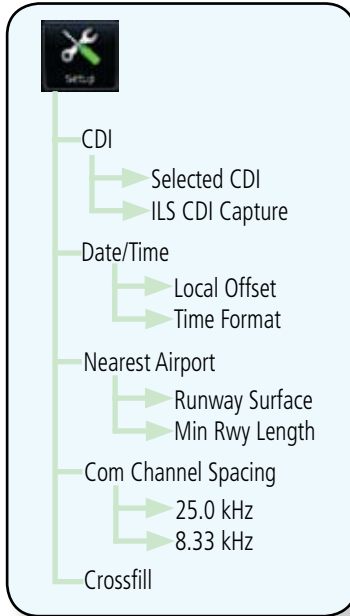 Setup
CDI
Selected CDI
ILS CDI Capture
Date/Time
Local Offset
Time Format
Nearest Airport
Runway Surface
Min Rwy Length
Com Channel Spacing
25.0 kHz
8.33 kHz
Crossfill